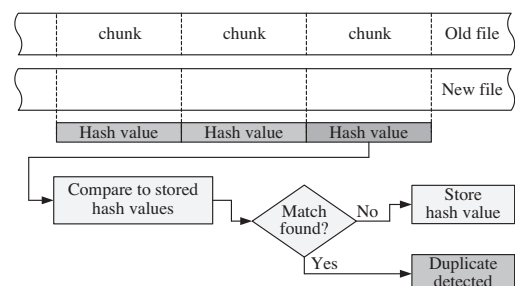 chunk chunk chunk Old file
New file
Hash value Hash value Hash value
Compare to stored
hash values
Match
found?
No
Store
hash value
Yes
Duplicate
detected